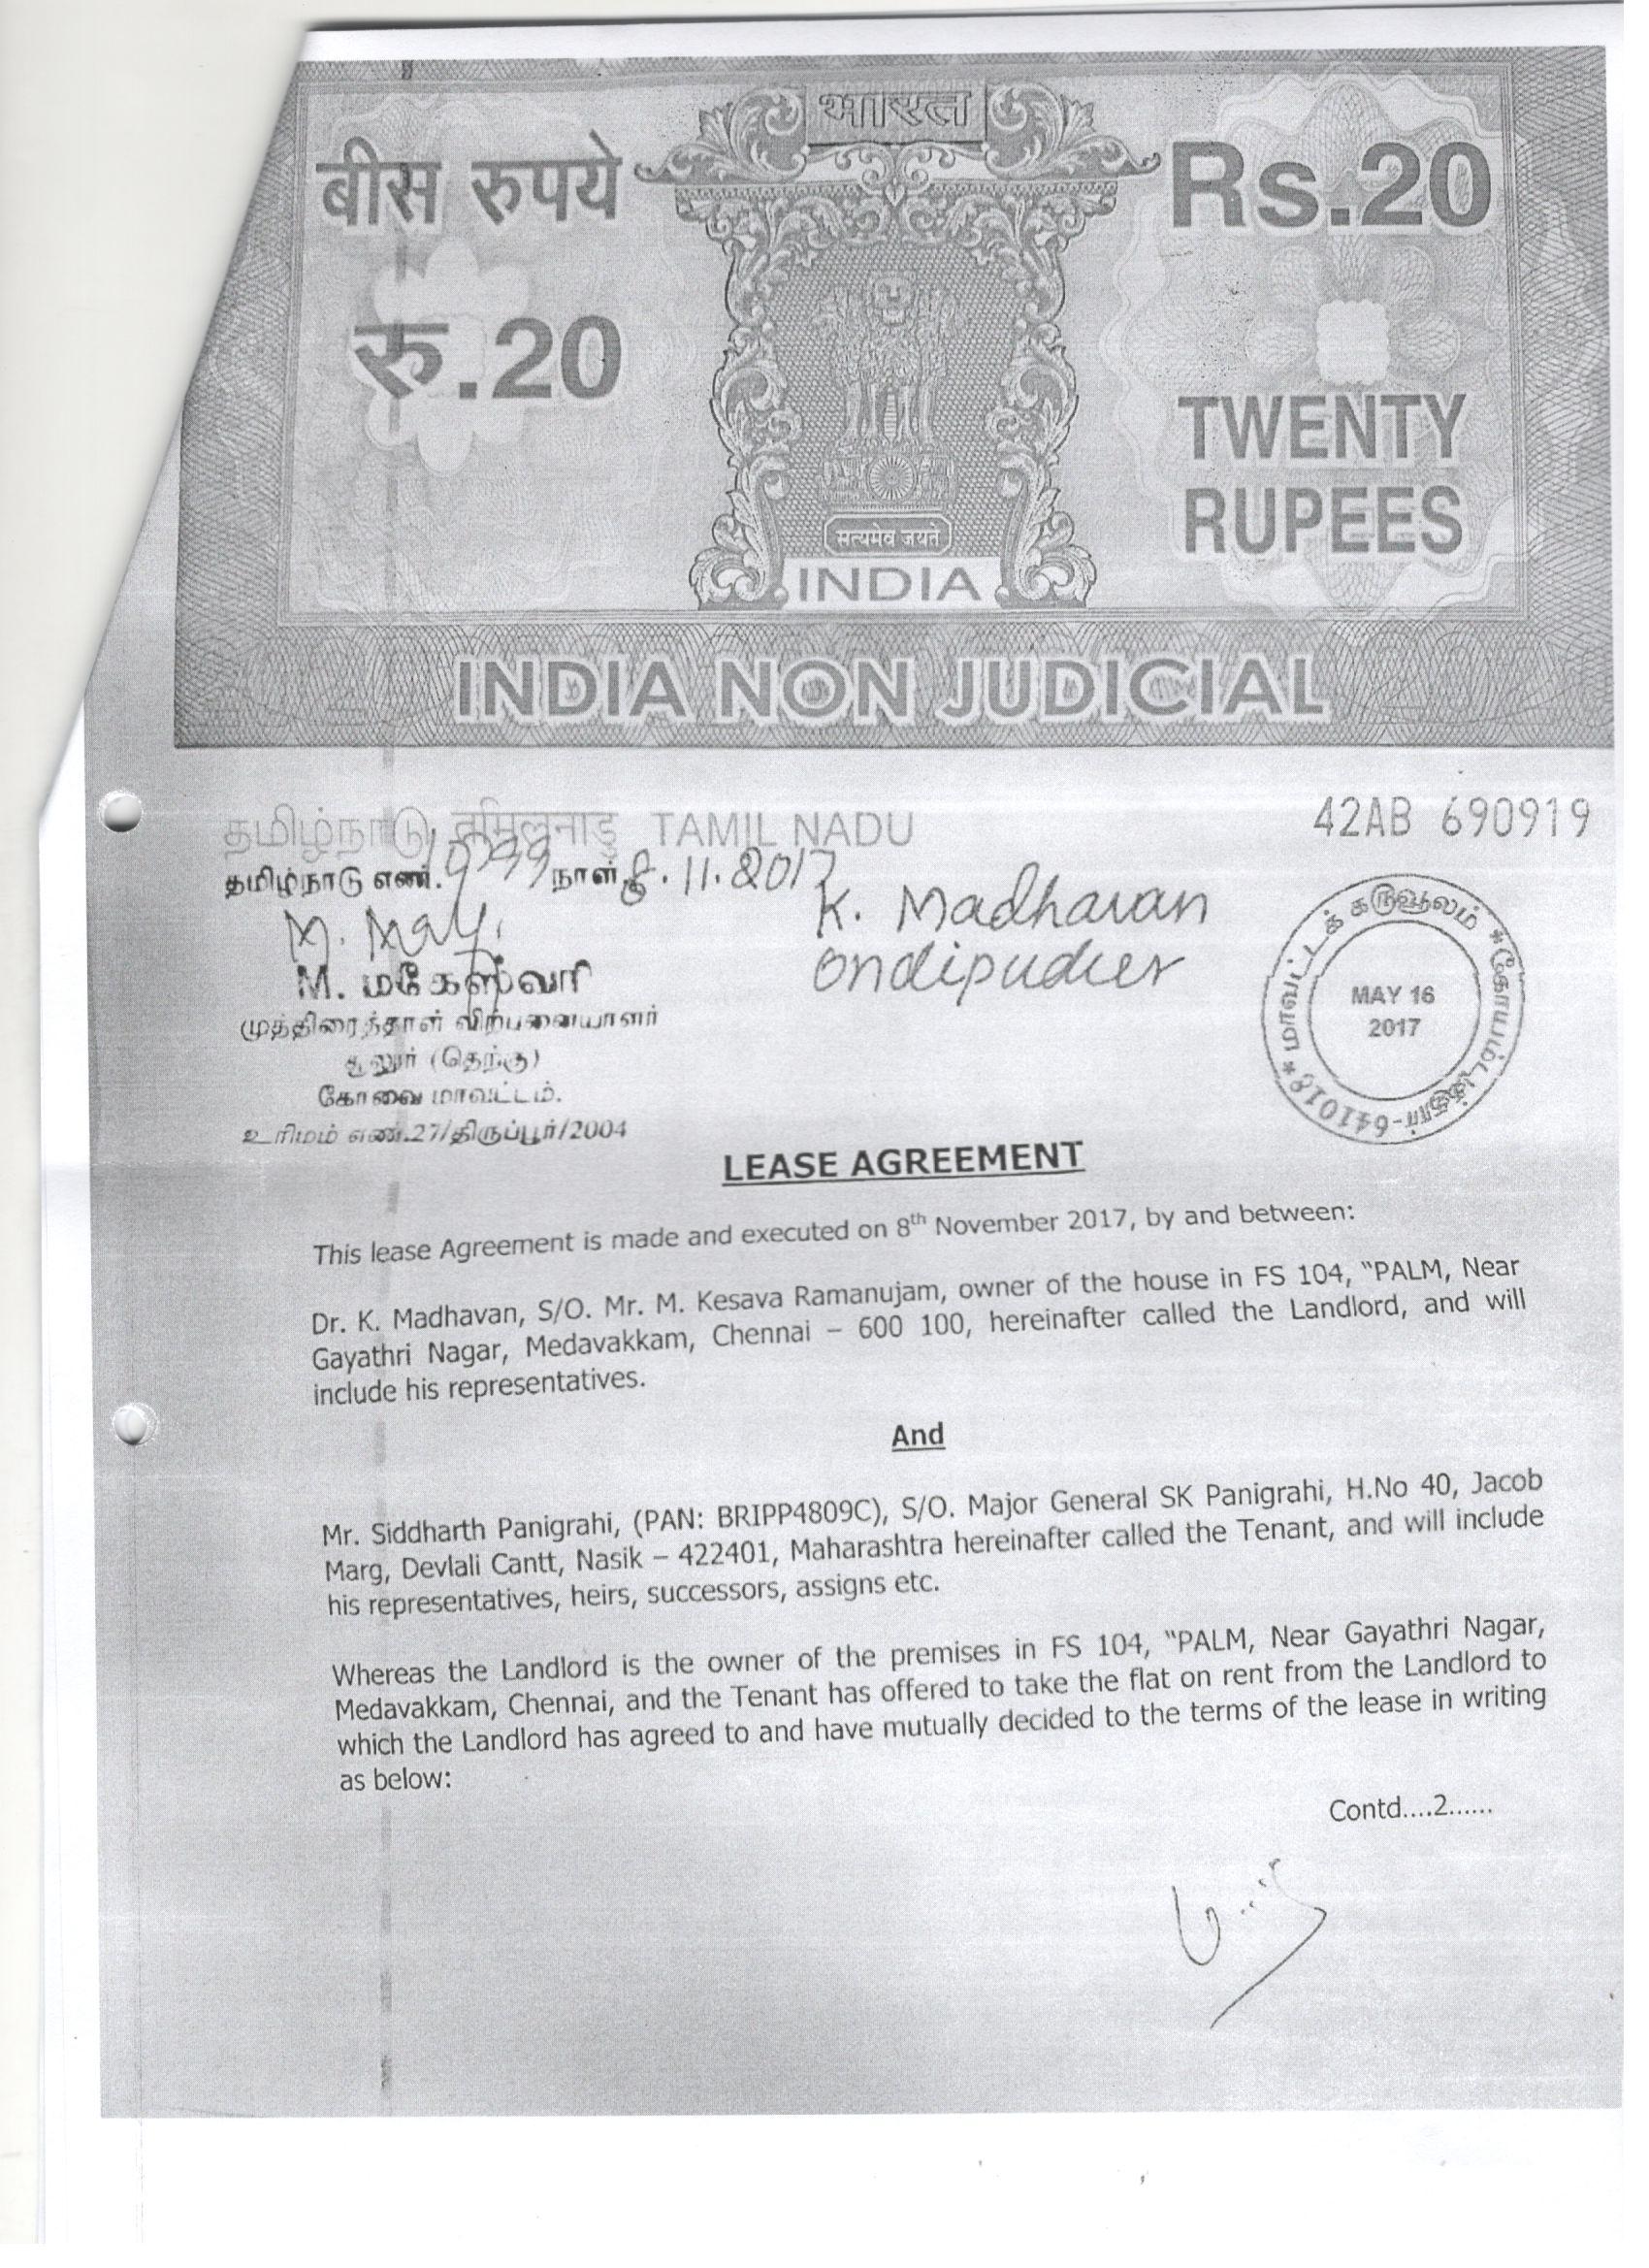 भारत
बीस रुपये
Rs.20
रु.20
TWENTY
RUPEES
सत्यमेव जयते
INDIA
INDIA NON JUDICIAL
தமிழ்நாடு तमिलनाडु TAMIL NADU
42AB 690919
தமிழ்நாடு எண். நாள் 8.11.2017
K. Madhavan
M.
M. மகேஸ்வரி
முத்திரைத்தாள் விற்பனையாளர்
சூலூர் (தெற்கு)
கோவை மாவட்டம்.
உரிமம் எண்.27/திருப்பூர்/2004
மாவட்டக் கருவூலம் * கோயம்புத்தூர்-641018 *
MAY 16
2017
LEASE AGREEMENT
This lease Agreement is made and executed on 8th November 2017, by and between:
Dr. K. Madhavan, S/O. Mr. M. Kesava Ramanujam, owner of the house in FS 104, "PALM, Near
Gayathri Nagar, Medavakkam, Chennai – 600 100, hereinafter called the Landlord, and will
include his representatives.
And
Mr. Siddharth Panigrahi, (PAN: BRIPP4809C), S/O. Major General SK Panigrahi, H.No 40, Jacob
Marg, Devlali Cantt, Nasik – 422401, Maharashtra hereinafter called the Tenant, and will include
his representatives, heirs, successors, assigns etc.
Whereas the Landlord is the owner of the premises in FS 104, "PALM, Near Gayathri Nagar,
Medavakkam, Chennai, and the Tenant has offered to take the flat on rent from the Landlord to
which the Landlord has agreed to and have mutually decided to the terms of the lease in writing
as below:
Contd....2......